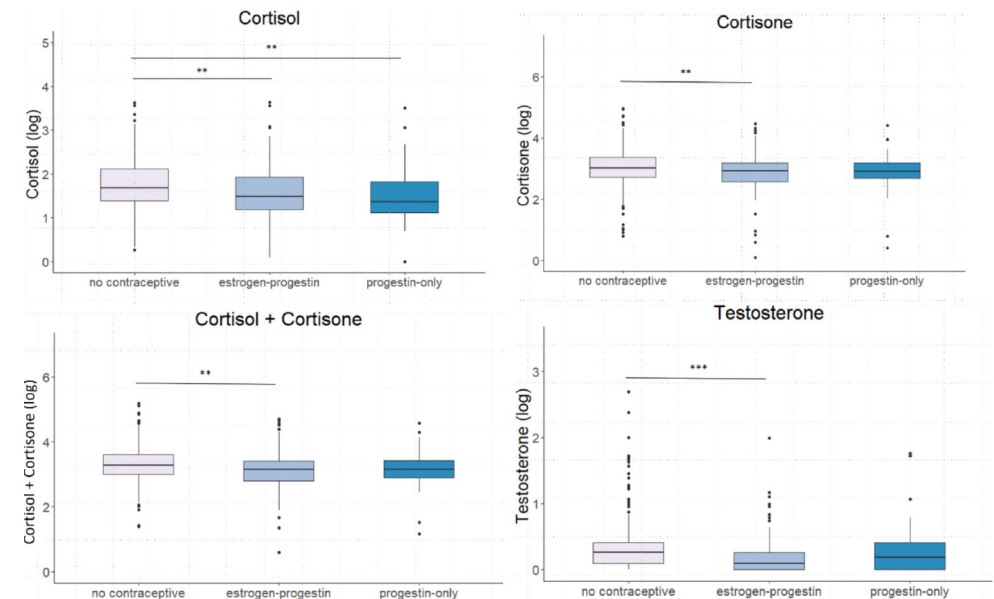 Cortisol
Cortisol (log)
5
4
3
2
1
0
**
**
no contraceptive estrogen-progestin progestin-only
Cortisone
Cortisone (log)
6
4
2
0
**
no contraceptive estrogen-progestin progestin-only
Cortisol + Cortisone
Cortisol + Cortisone (log)
6
4
2
0
**
no contraceptive estrogen-progestin progestin-only
Testosterone
Testosterone (log)
3
2
1
0
***
no contraceptive estrogen-progestin progestin-only